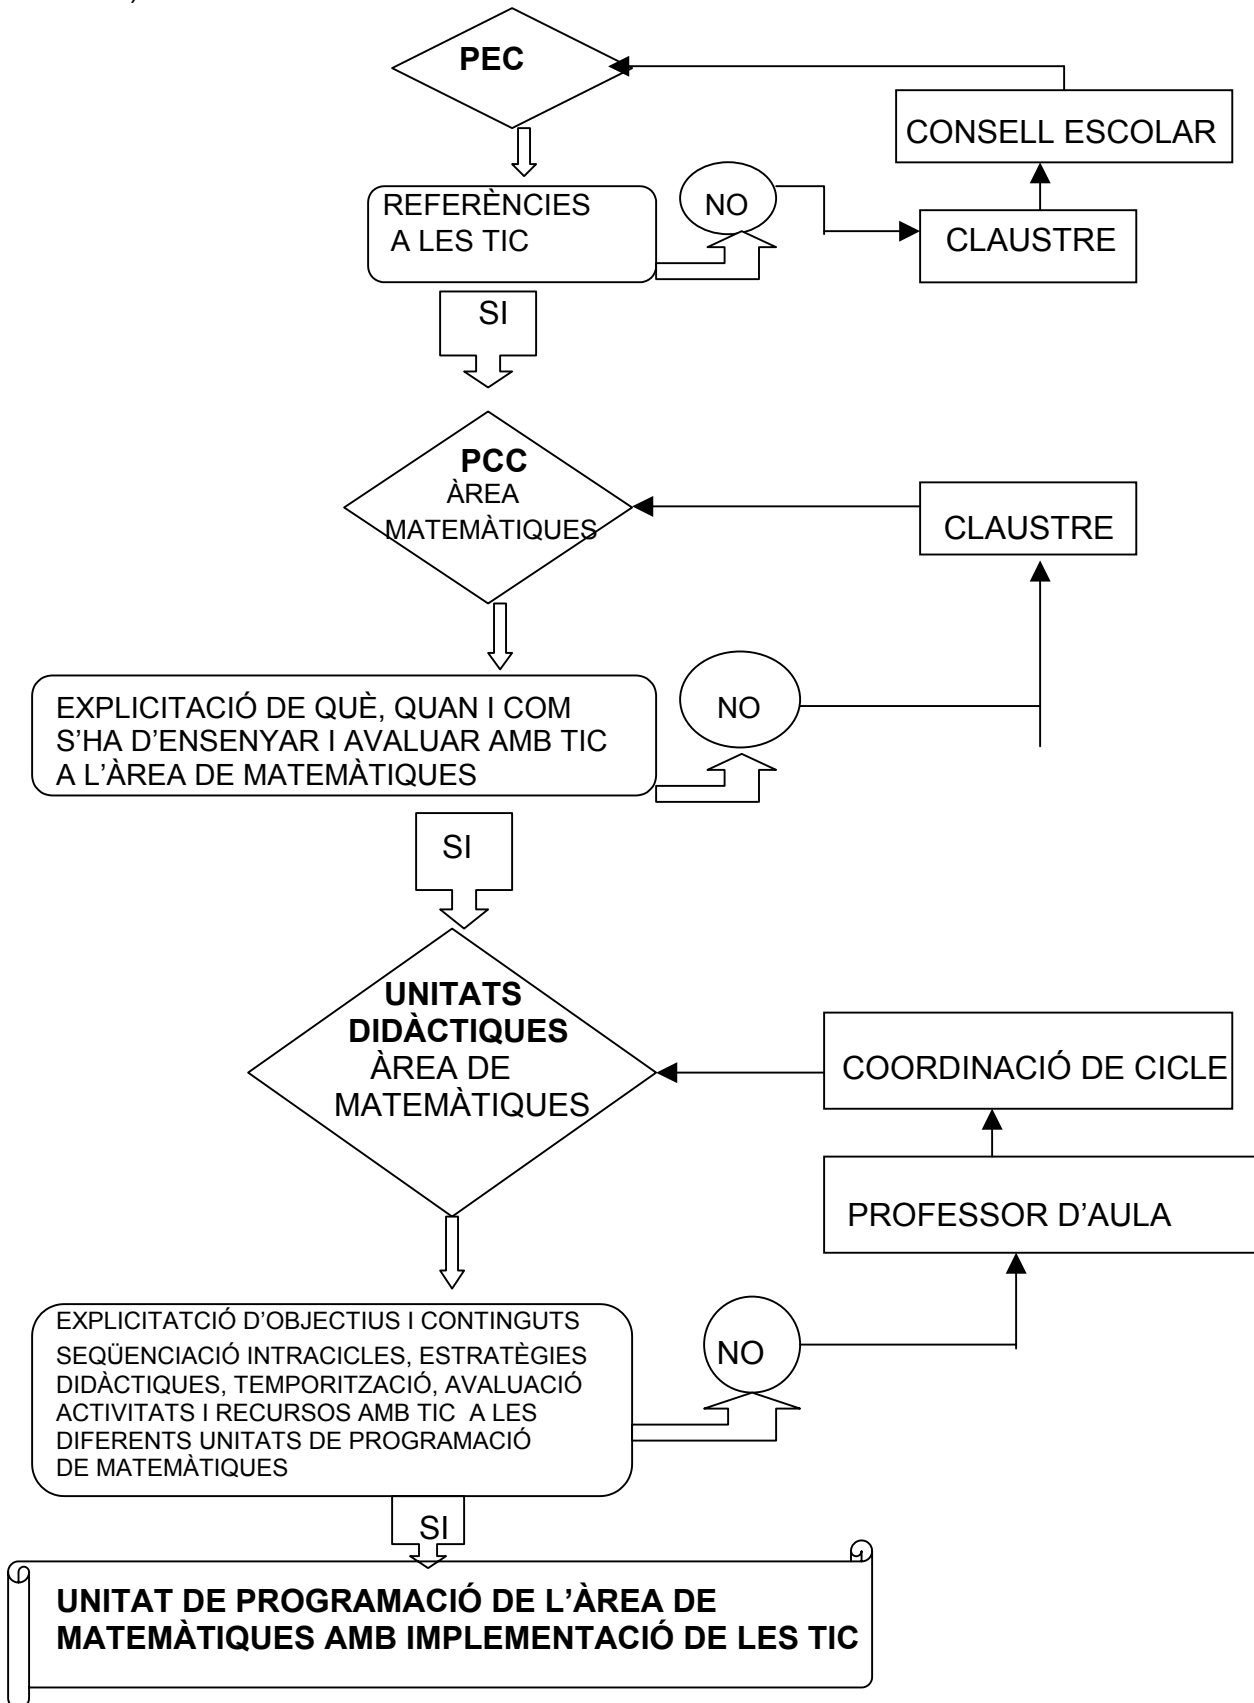 PEC
CONSELL ESCOLAR
REFERÈNCIES
A LES TIC
NO
CLAUSTRE
SI
PCC
ÀREA
MATEMÀTIQUES
CLAUSTRE
EXPLICITACIÓ DE QUÈ, QUAN I COM
S’HA D’ENSENYAR I AVALUAR AMB TIC
A L’ÀREA DE MATEMÀTIQUES
NO
SI
UNITATS
DIDÀCTIQUES
ÀREA DE
MATEMÀTIQUES
COORDINACIÓ DE CICLE
PROFESSOR D’AULA
EXPLICITATCIÓ D’OBJECTIUS I CONTINGUTS
SEQÜENCIACIÓ INTRACICLES, ESTRATÈGIES
DIDÀCTIQUES, TEMPORITZACIÓ, AVALUACIÓ
ACTIVITATS I RECURSOS AMB TIC A LES
DIFERENTS UNITATS DE PROGRAMACIÓ
DE MATEMÀTIQUES
NO
SI
UNITAT DE PROGRAMACIÓ DE L’ÀREA DE
MATEMÀTIQUES AMB IMPLEMENTACIÓ DE LES TIC